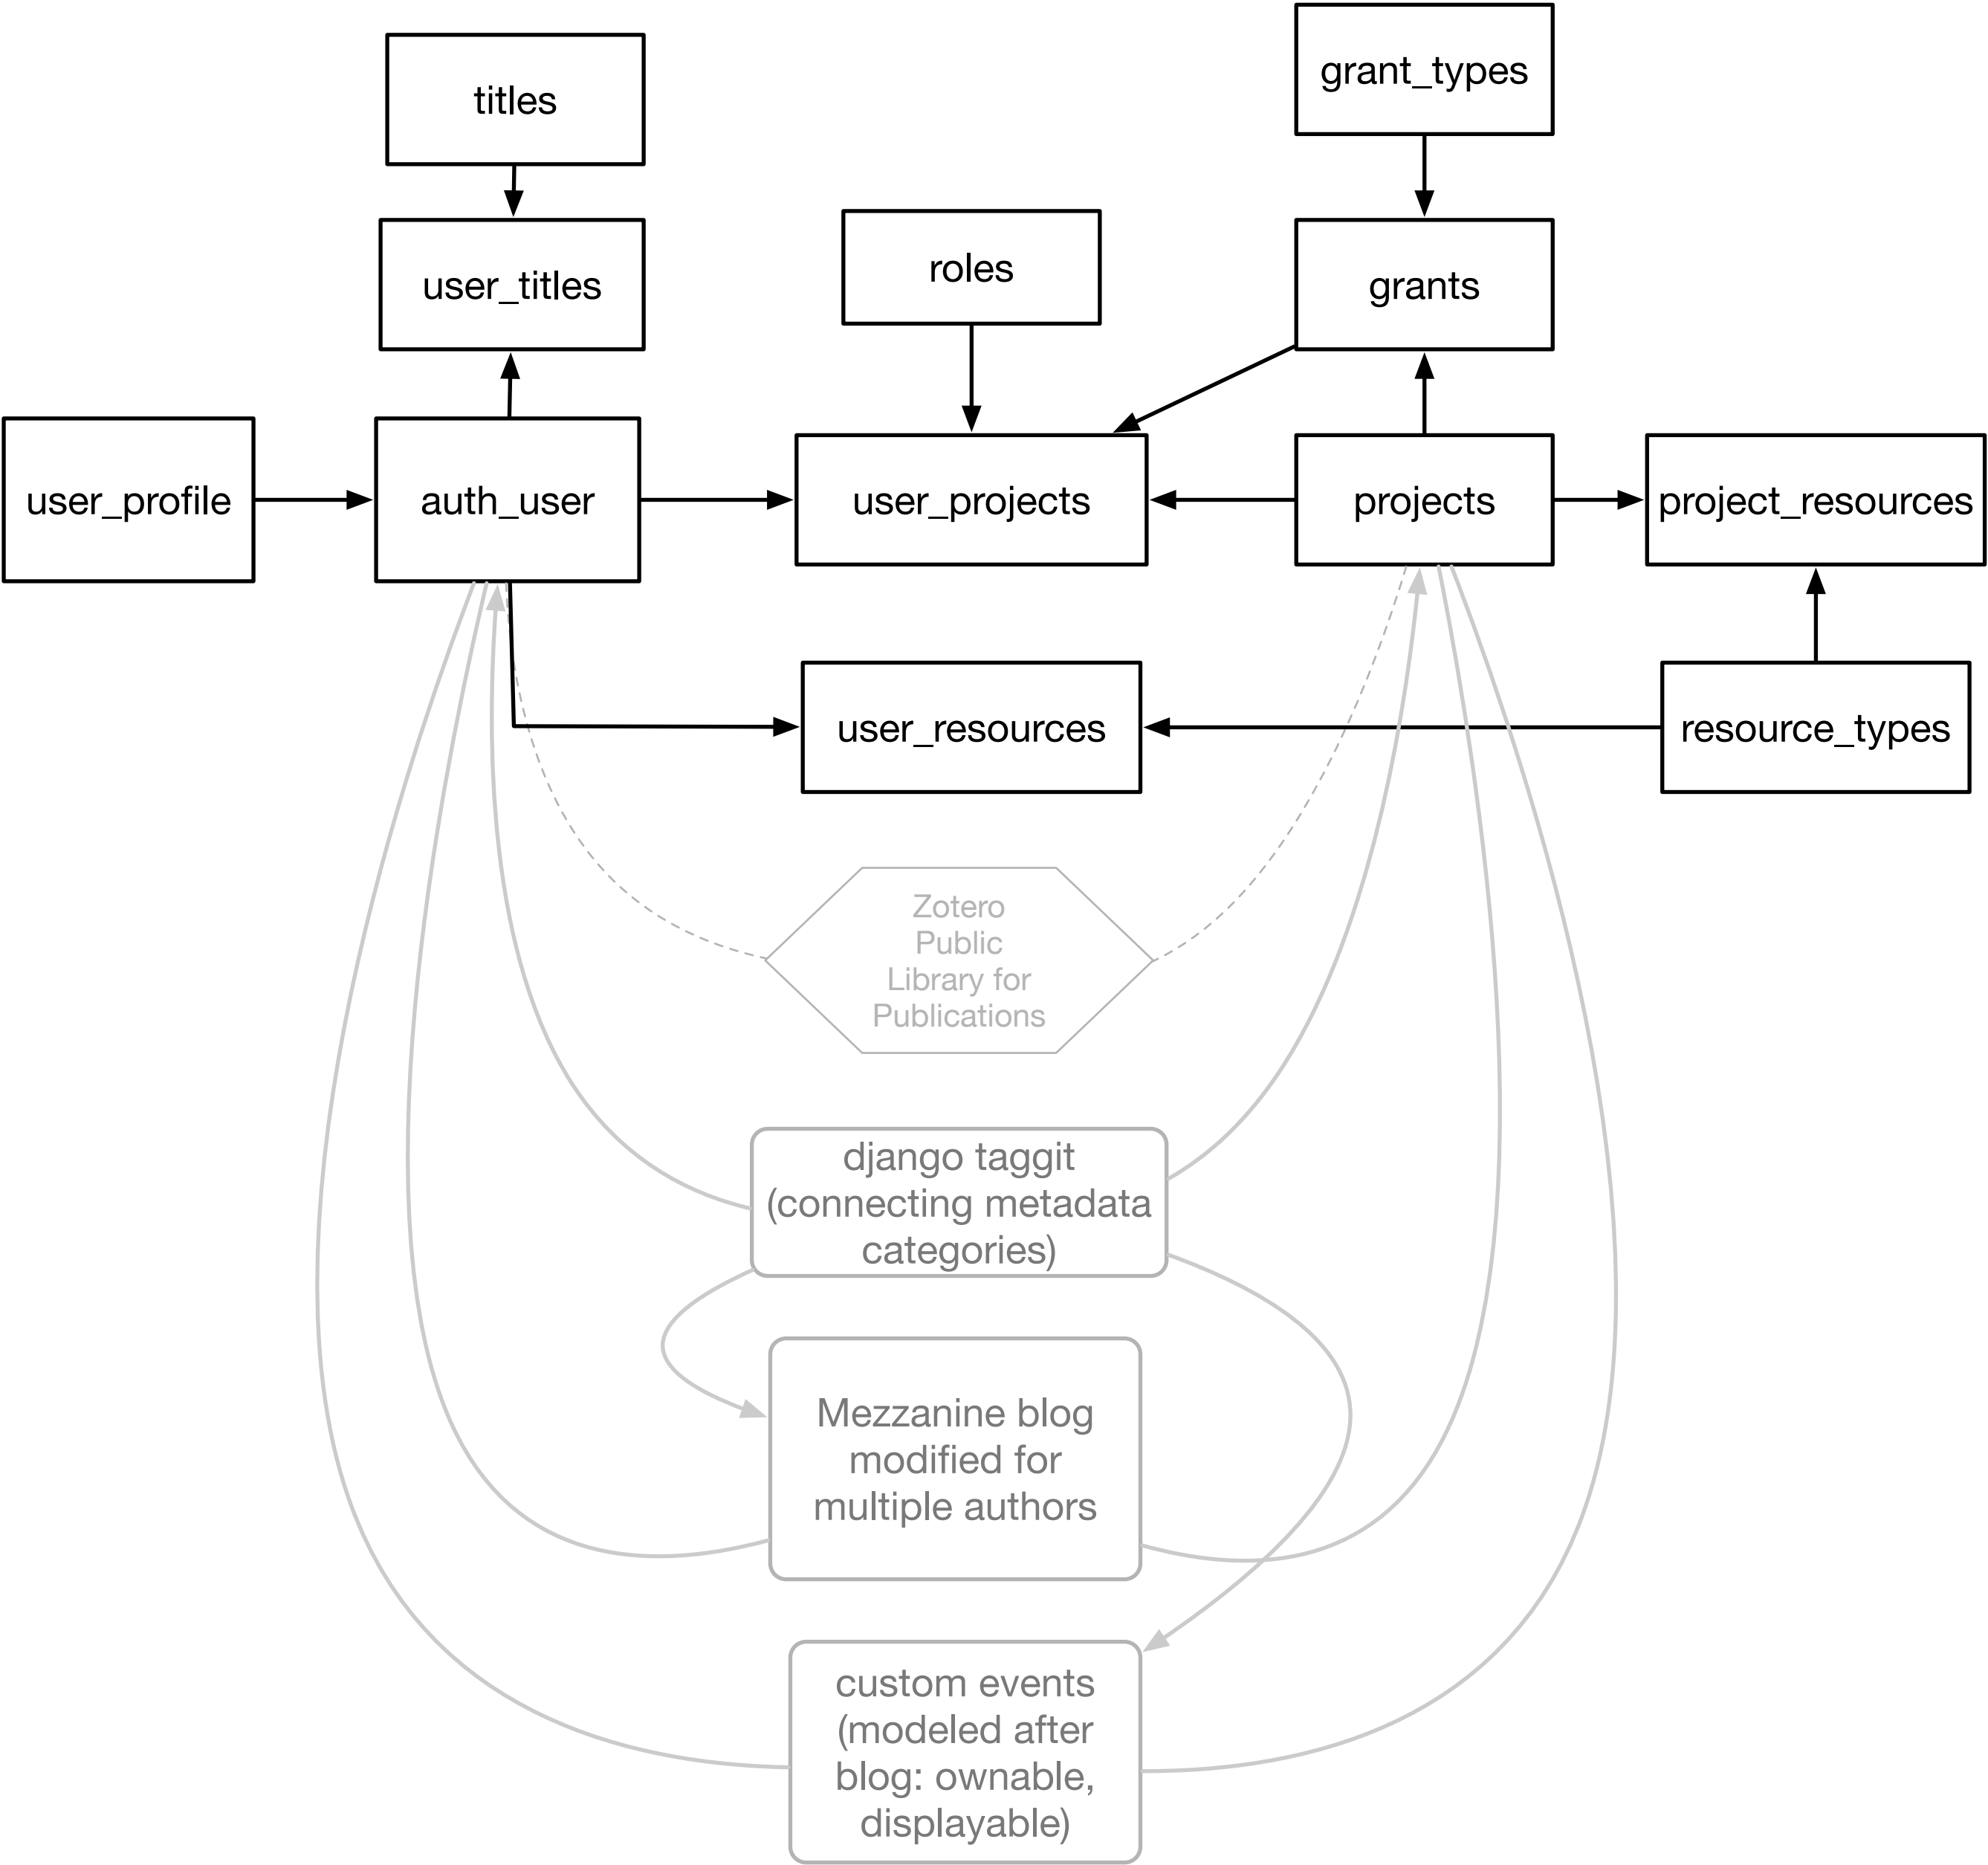 grant_types
titles
roles
user_titles
grants
user_profile
auth_user
user_projects
projects
project_resources
user_resources
resource_types
Zotero
Public
Library for
Publications
django taggit
(connecting metadata
categories)
Mezzanine blog
modified for
multiple authors
custom events
(modeled after
blog: ownable,
displayable)